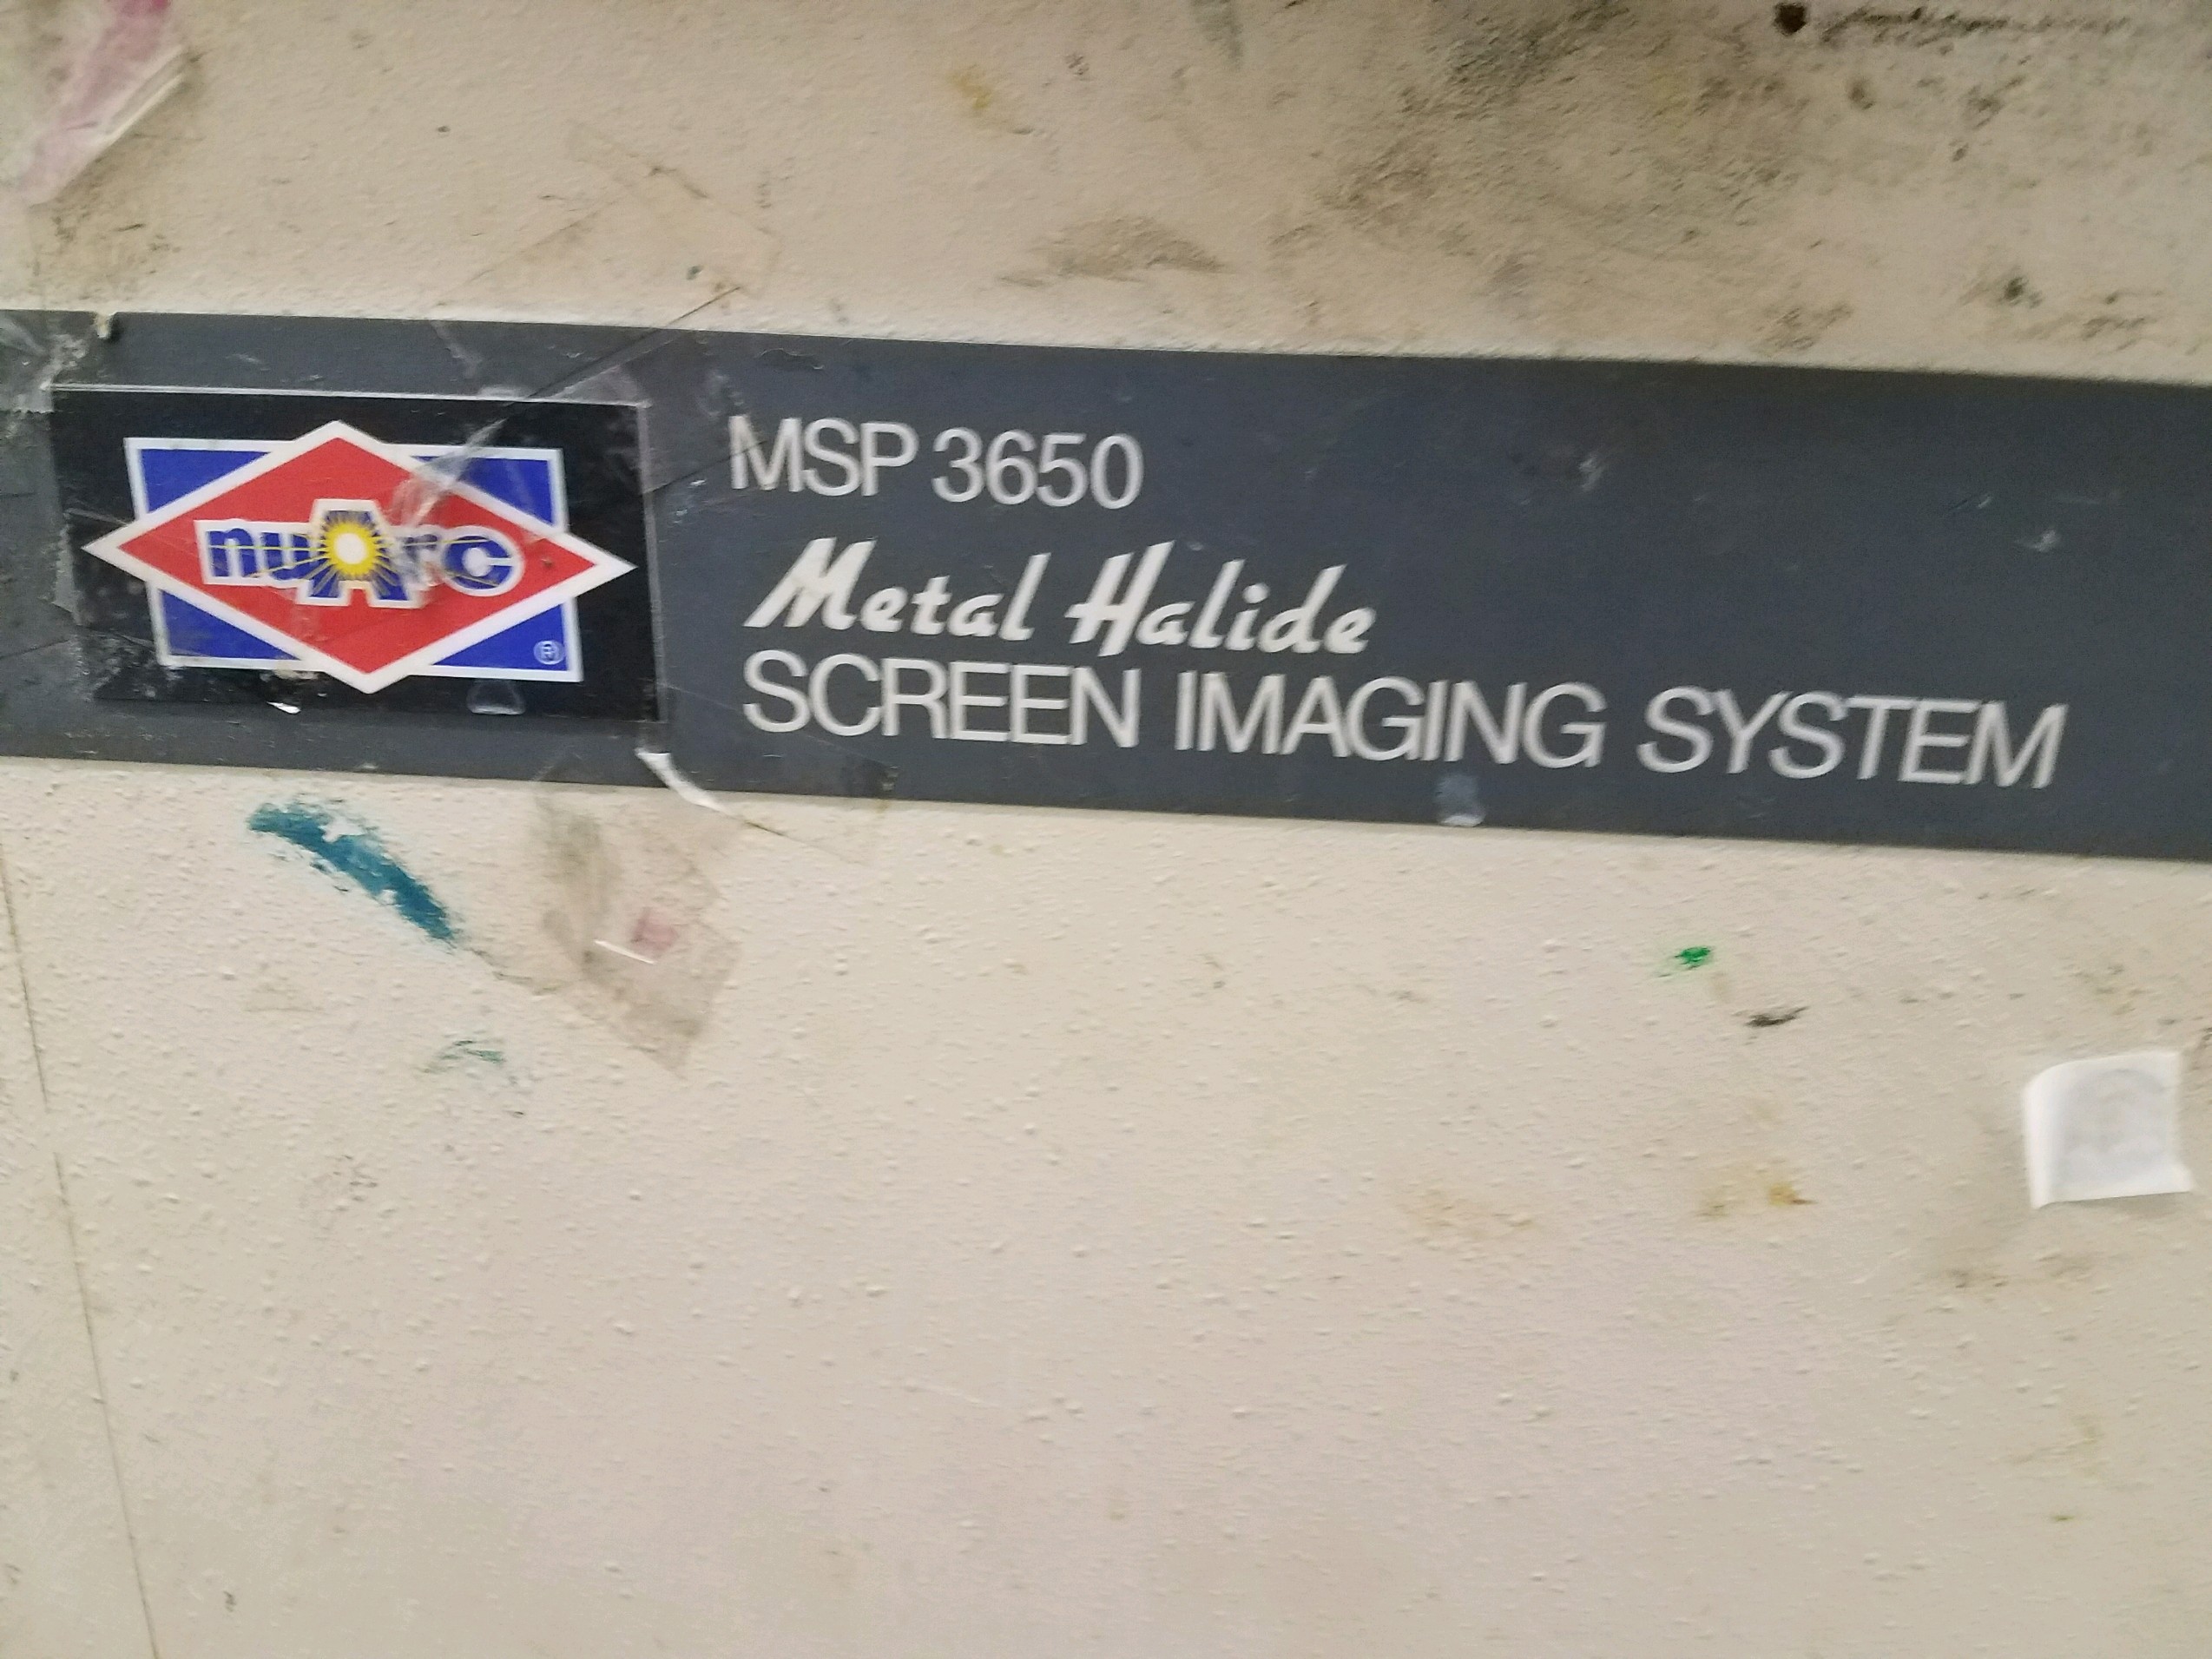 nuArc
®
MSP 3650
Metal Halide
SCREEN IMAGING SYSTEM